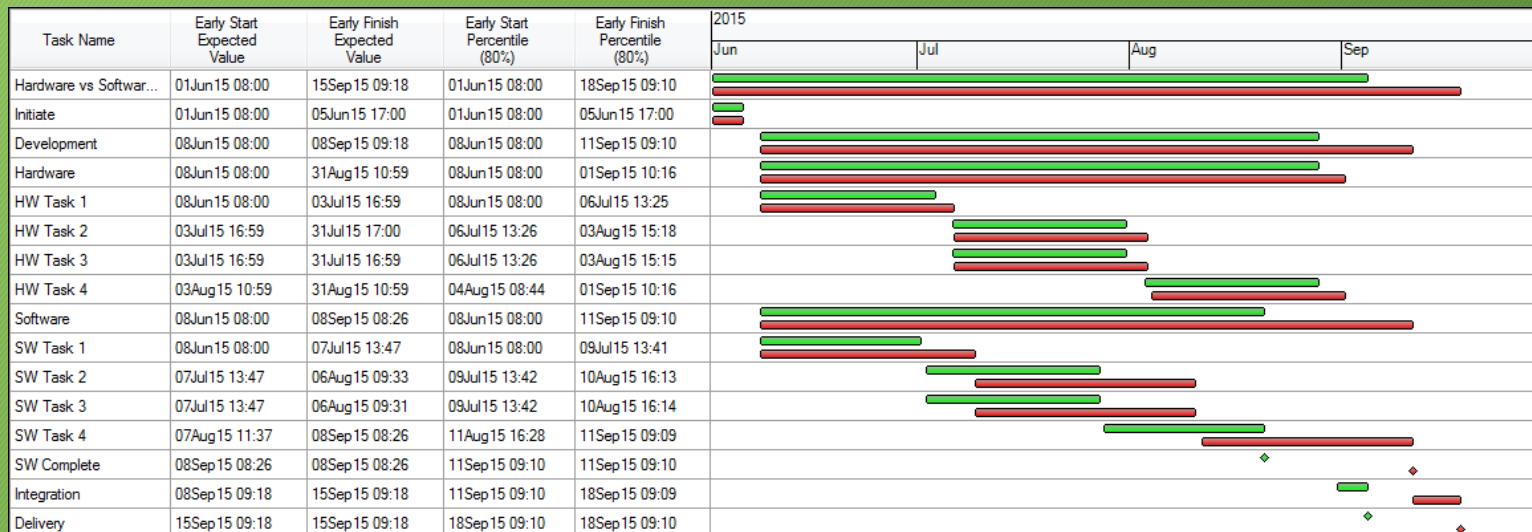 Task Name Early Start Expected Value Early Finish Expected Value Early Start Percentile (80%) Early Finish Percentile (80%) 2015
Jun Jul Aug Sep
Hardware vs Softwar... 01Jun15 08:00 15Sep15 09:18 01Jun15 08:00 18Sep15 09:10
Initiate 01Jun15 08:00 05Jun15 17:00 01Jun15 08:00 05Jun15 17:00
Development 08Jun15 08:00 08Sep15 09:18 08Jun15 08:00 11Sep15 09:10
Hardware 08Jun15 08:00 31Aug15 10:59 08Jun15 08:00 01Sep15 10:16
HW Task 1 08Jun15 08:00 03Jul15 16:59 08Jun15 08:00 06Jul15 13:25
HW Task 2 03Jul15 16:59 31Jul15 17:00 06Jul15 13:26 03Aug15 15:18
HW Task 3 03Jul15 16:59 31Jul15 16:59 06Jul15 13:26 03Aug15 15:15
HW Task 4 03Aug15 10:59 31Aug15 10:59 04Aug15 08:44 01Sep15 10:16
Software 08Jun15 08:00 08Sep15 08:26 08Jun15 08:00 11Sep15 09:10
SW Task 1 08Jun15 08:00 07Jul15 13:47 08Jun15 08:00 09Jul15 13:41
SW Task 2 07Jul15 13:47 06Aug15 09:33 09Jul15 13:42 10Aug15 16:13
SW Task 3 07Jul15 13:47 06Aug15 09:31 09Jul15 13:42 10Aug15 16:14
SW Task 4 07Aug15 11:37 08Sep15 08:26 11Aug15 16:28 11Sep15 09:09
SW Complete 08Sep15 08:26 08Sep15 08:26 11Sep15 09:10 11Sep15 09:10
Integration 08Sep15 09:18 15Sep15 09:18 11Sep15 09:10 18Sep15 09:09
Delivery 15Sep15 09:18 15Sep15 09:18 18Sep15 09:10 18Sep15 09:10